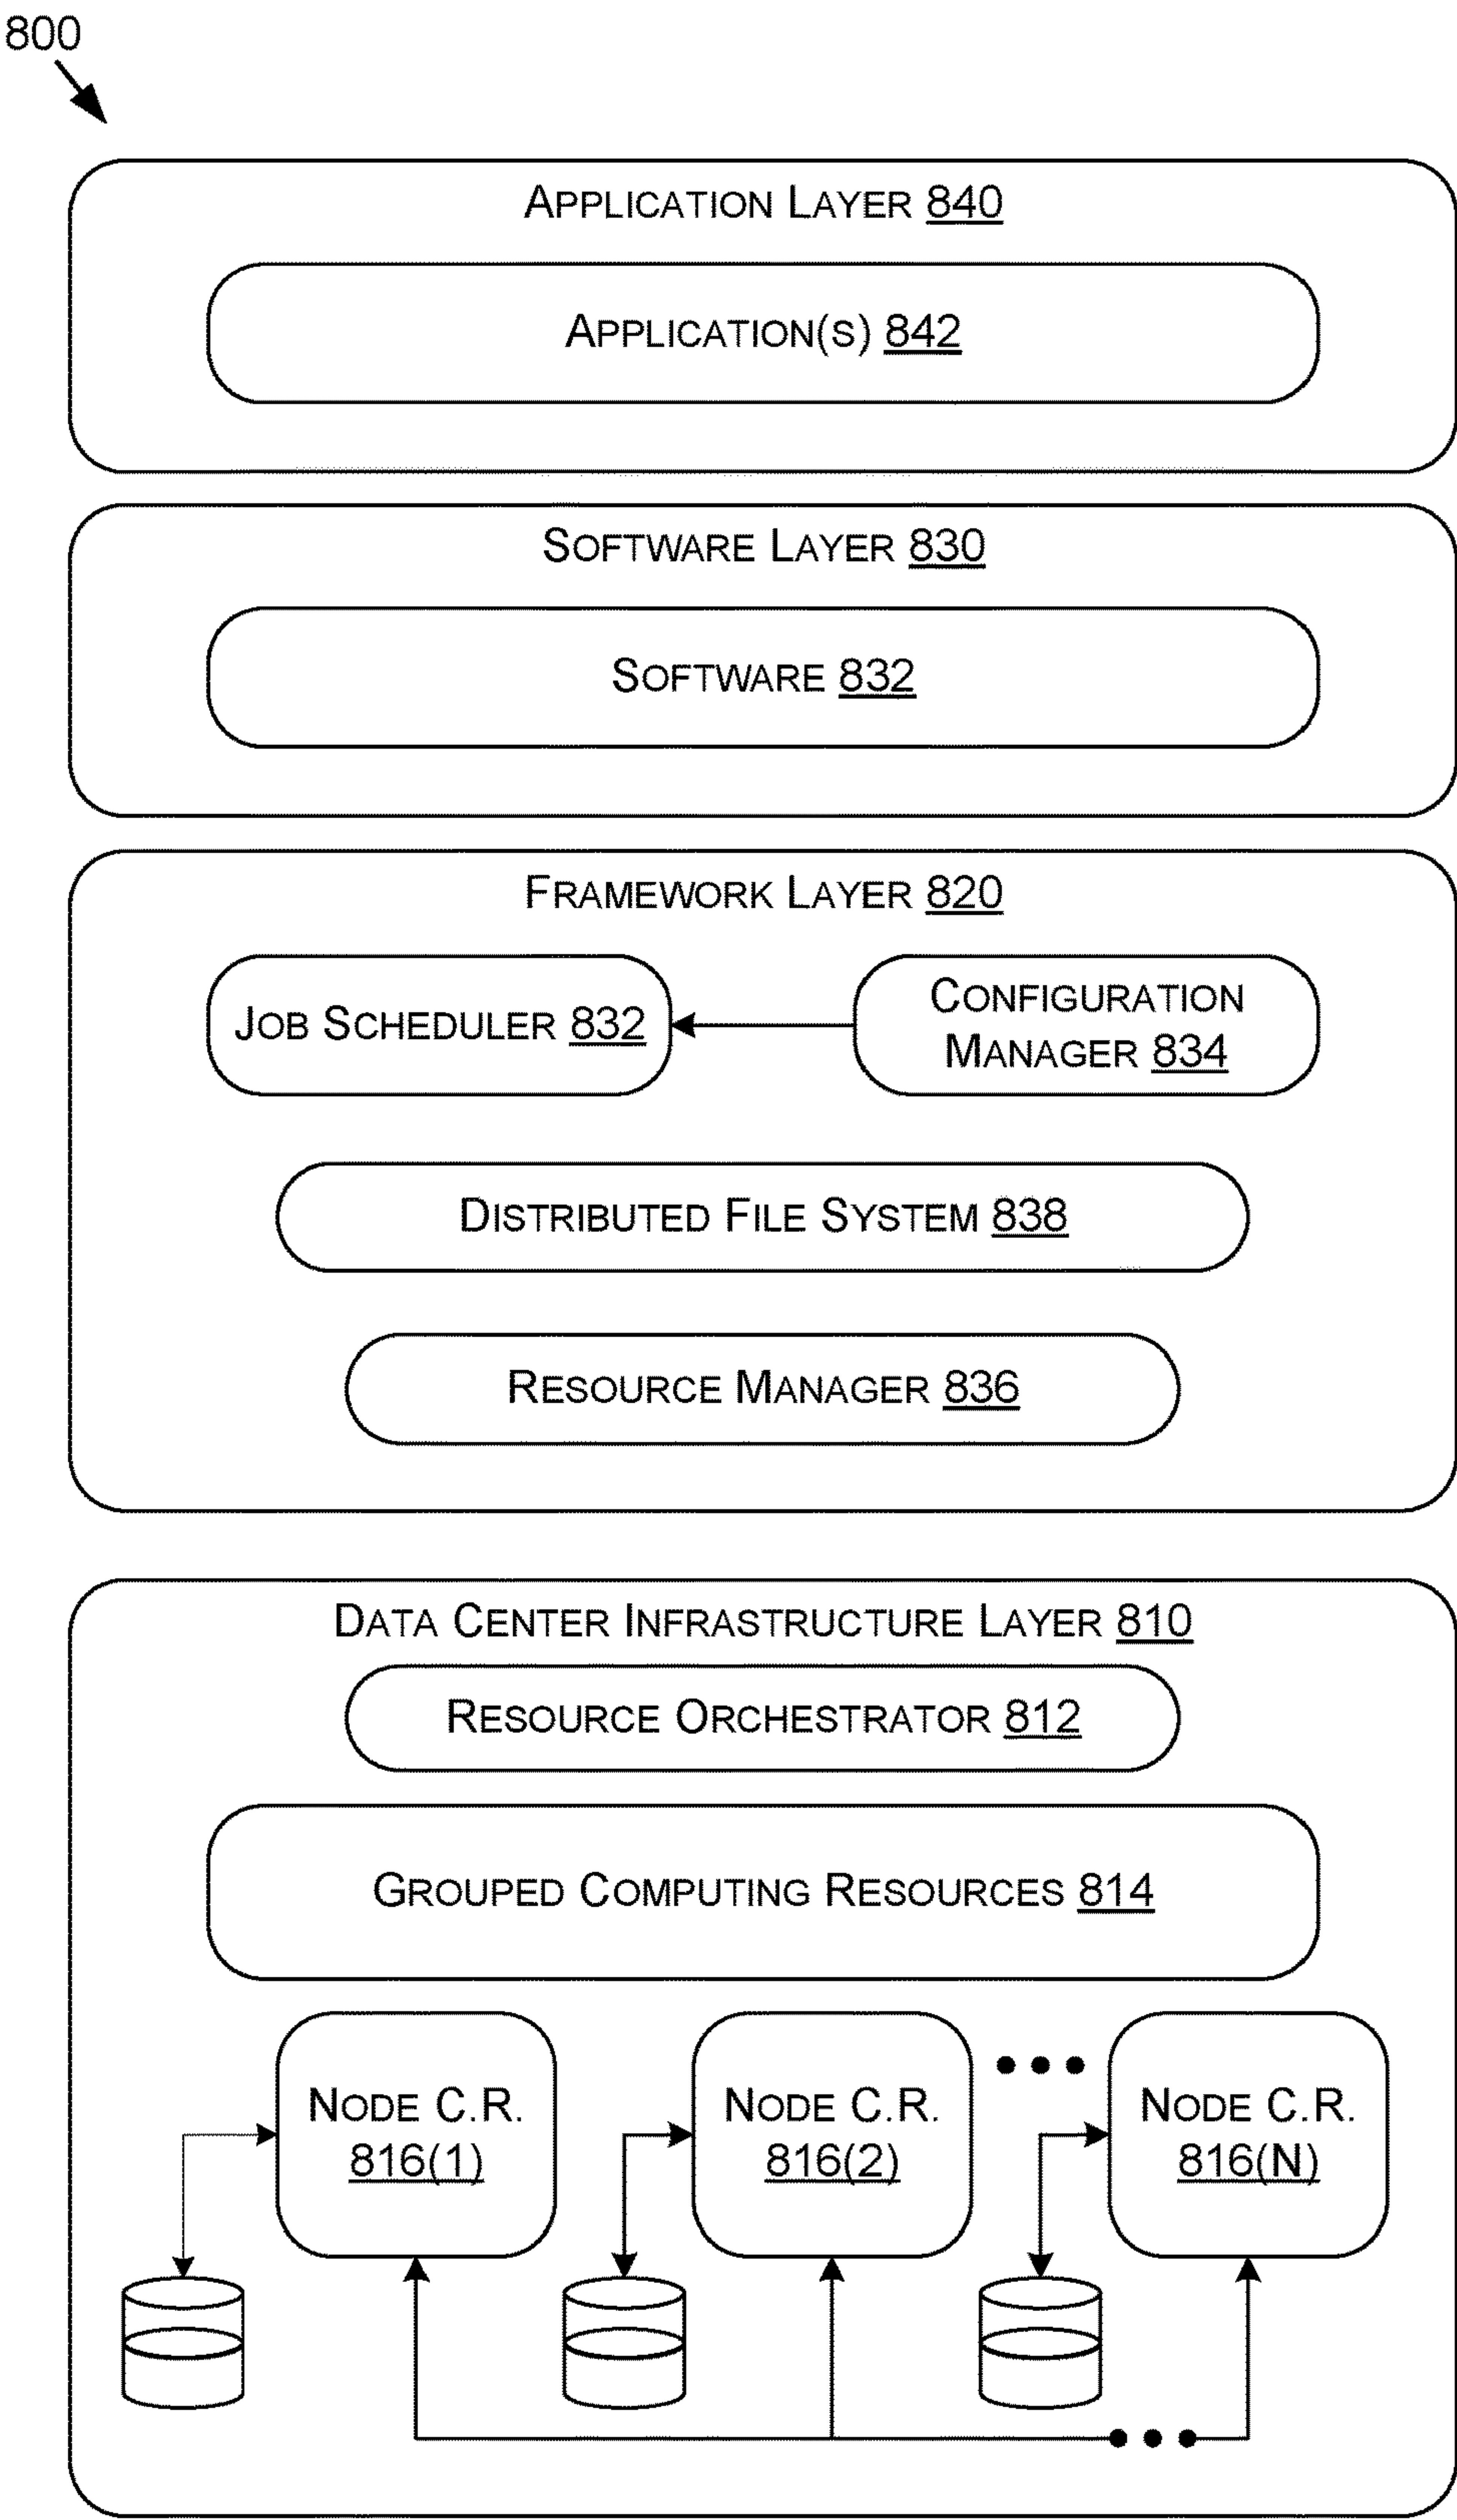 800
APPLICATION LAYER 840
APPLICATION(S) 842
SOFTWARE LAYER 830
SOFTWARE 832
FRAMEWORK LAYER 820
JOB SCHEDULER 832
CONFIGURATION
MANAGER 834
DISTRIBUTED FILE SYSTEM 838
RESOURCE MANAGER 836
DATA CENTER INFRASTRUCTURE LAYER 810
RESOURCE ORCHESTRATOR 812
GROUPED COMPUTING RESOURCES 814
NODE C.R.
816(1)
NODE C.R.
816(2)
NODE C.R.
816(N)